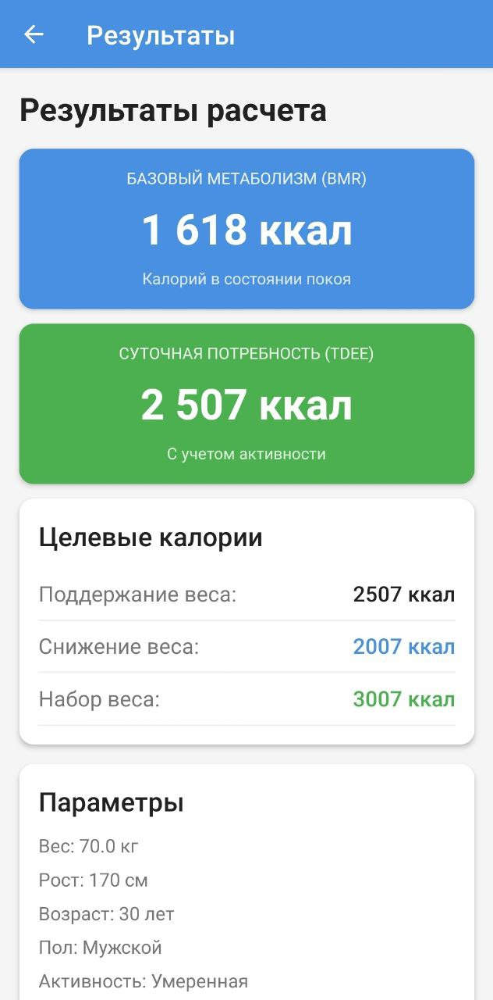 Результаты
Результаты расчета
БАЗОВЫЙ МЕТАБОЛИЗМ (BMR)
1 618 ккал
Калорий в состоянии покоя
СУТОЧНАЯ ПОТРЕБНОСТЬ (TDEE)
2 507 ккал
С учетом активности
Целевые калории
Поддержание веса: 2507 ккал
Снижение веса: 2007 ккал
Набор веса: 3007 ккал
Параметры
Вес: 70.0 кг
Рост: 170 см
Возраст: 30 лет
Пол: Мужской
Активность: Умеренная